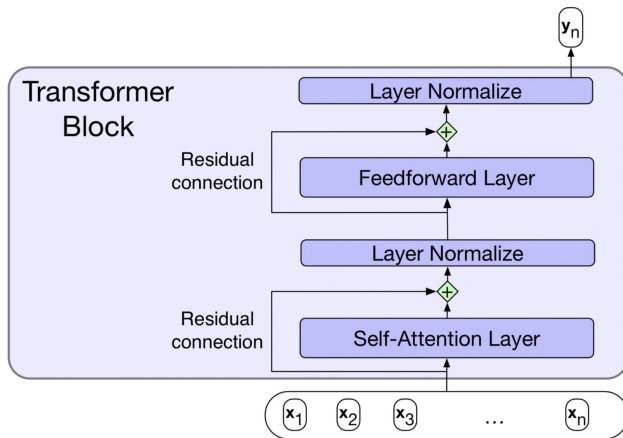 y_n
Transformer
Block
Layer Normalize
+
Residual
connection
Feedforward Layer
Layer Normalize
+
Residual
connection
Self-Attention Layer
x_1 x_2 x_3 ... x_n